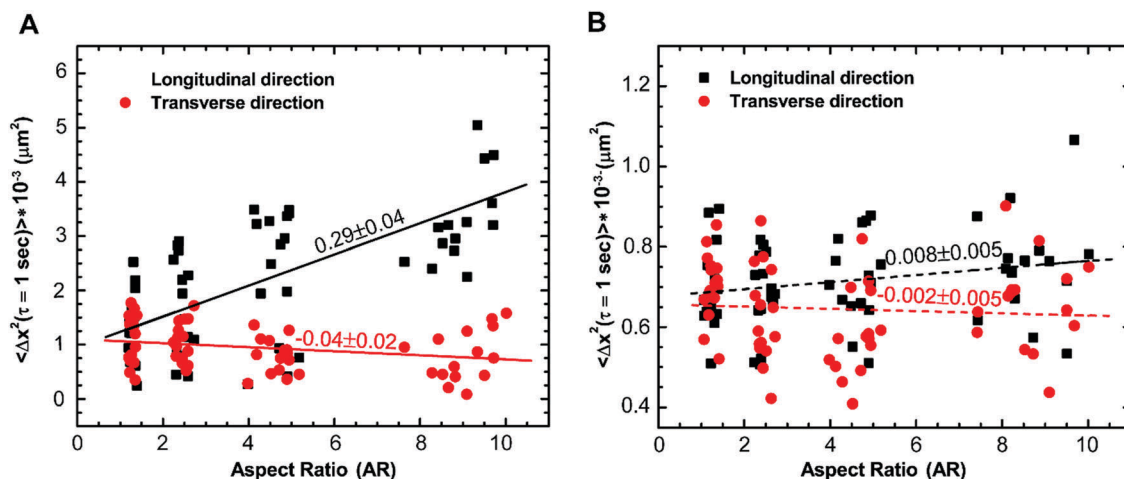 A
<Δx²(τ = 1 sec)>*10⁻³ (μm²)
6
5
4
3
2
1
0
Longitudinal direction
Transverse direction
0.29±0.04
-0.04±0.02
0 2 4 6 8 10
Aspect Ratio (AR)
B
<Δx²(τ = 1 sec)>*10⁻³⁻(μm²)
1.2
1.0
0.8
0.6
0.4
Longitudinal direction
Transverse direction
0.008±0.005
-0.002±0.005
0 2 4 6 8 10
Aspect Ratio (AR)